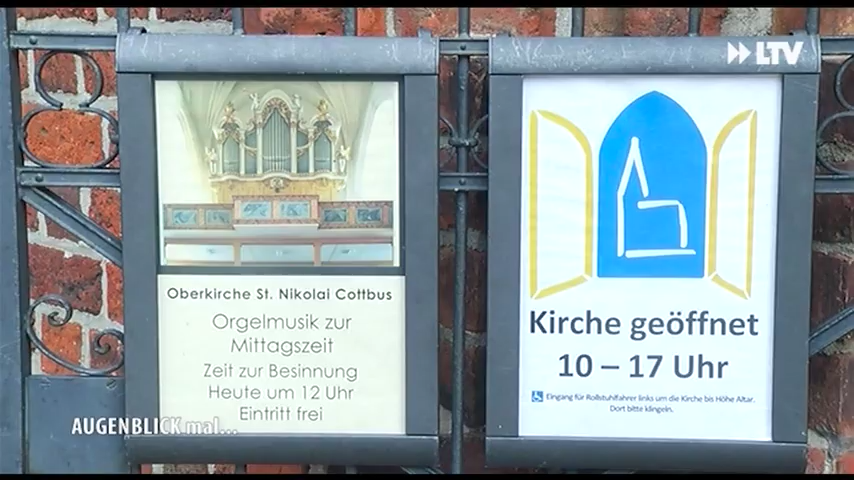 LTV
Oberkirche St. Nikolai Cottbus
Orgelmusik zur
Mittagszeit
Zeit zur Besinnung
Heute um 12 Uhr
Eintritt frei
Kirche geöffnet
10 – 17 Uhr
Eingang für Rollstuhlfahrer links um die Kirche bis Höhe Altar.
Dort bitte klingeln.
AUGENBLICK mal...